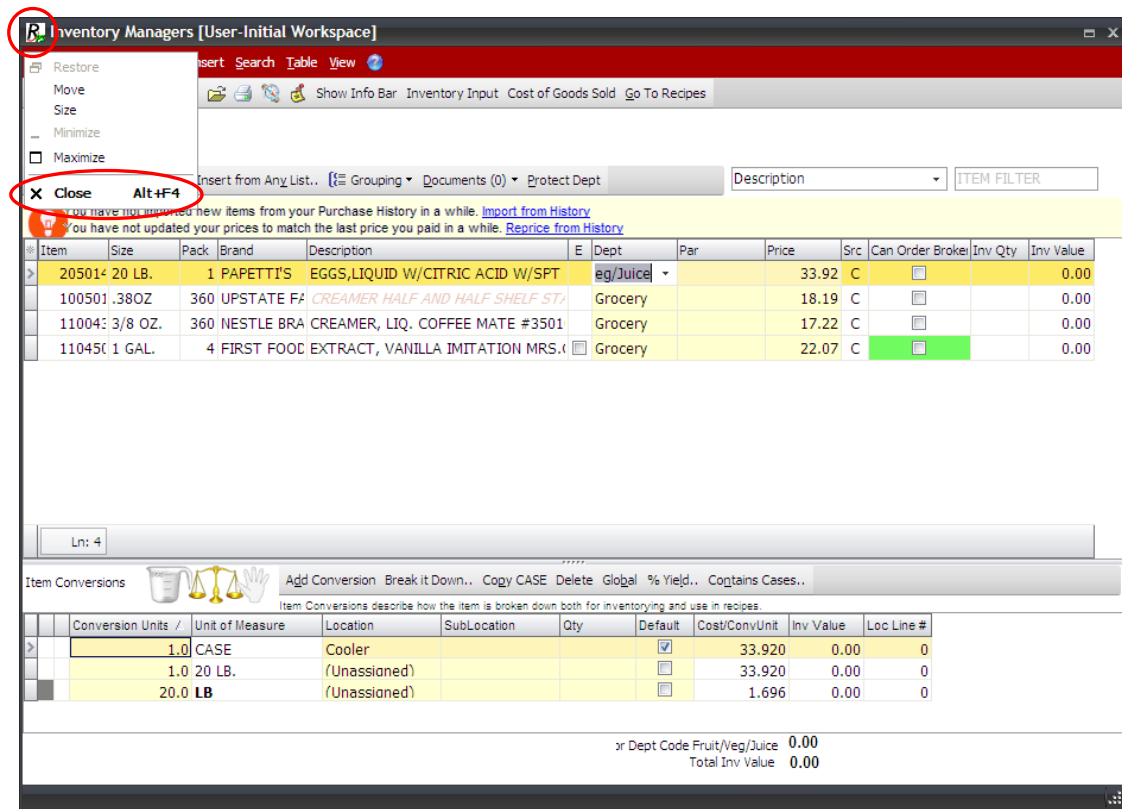 R Inventory Managers [User-Initial Workspace]
nsert Search Table View
Restore
Move
Size
Minimize
Maximize
Close Alt+F4
Show Info Bar Inventory Input Cost of Goods Sold Go To Recipes
Insert from Any List.. Grouping Documents (0) Protect Dept Description ITEM FILTER
You have not imported new items from your Purchase History in a while. Import from History
You have not updated your prices to match the last price you paid in a while. Reprice from History
Item Size Pack Brand Description E Dept Par Price Src Can Order Broker Inv Qty Inv Value
205014 20 LB. 1 PAPETTI'S EGGS,LIQUID W/CITRIC ACID W/SPT eg/Juice 33.92 C 0.00
100501 .38OZ 360 UPSTATE FA CREAMER HALF AND HALF SHELF STA Grocery 18.19 C 0.00
110043 3/8 OZ. 360 NESTLE BRA CREAMER, LIQ. COFFEE MATE #3501 Grocery 17.22 C 0.00
110450 1 GAL. 4 FIRST FOOD EXTRACT, VANILLA IMITATION MRS.( Grocery 22.07 C 0.00
Ln: 4
Item Conversions Add Conversion Break it Down.. Copy CASE Delete Global % Yield.. Contains Cases..
Item Conversions describe how the item is broken down both for inventorying and use in recipes.
Conversion Units / Unit of Measure Location SubLocation Qty Default Cost/ConvUnit Inv Value Loc Line #
1.0 CASE Cooler 33.920 0.00 0
1.0 20 LB. (Unassigned) 33.920 0.00 0
20.0 LB (Unassigned) 1.696 0.00 0
or Dept Code Fruit/Veg/Juice 0.00
Total Inv Value 0.00